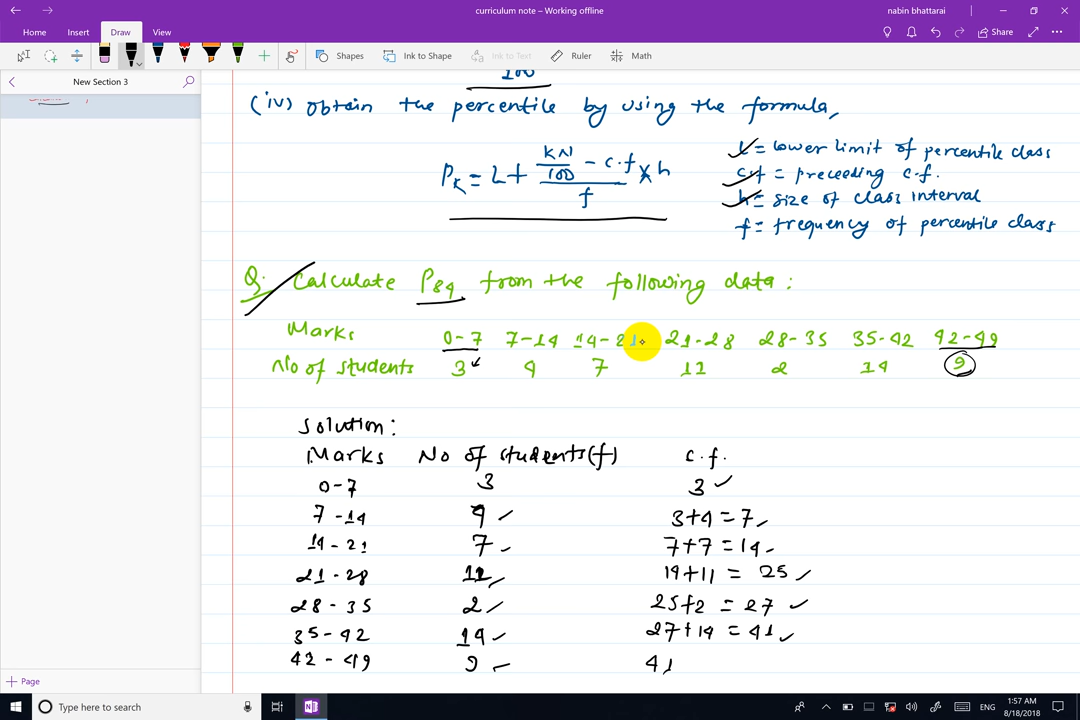 curriculum note – Working offline
nabin bhattarai
Home Insert Draw View
Share
Shapes Ink to Shape Ink to Text Ruler Math
New Section 3
100
(iv) obtain the percentile by using the formula,
Pk = L + kN/100 - c.f / f × h
l = lower limit of percentile class
c.f = preceeding c.f.
h = size of class interval
f = frequency of percentile class
Q. Calculate P84 from the following data:
Marks 0-7 7-14 14-21 21-28 28-35 35-42 42-49
No of students 3 4 7 11 2 14 9
Solution:
Marks No of students (f) c.f.
0-7 3 3
7-14 4 3+4=7
14-21 7 7+7=14
21-28 11 14+11 = 25
28-35 2 25+2 = 27
35-42 14 27+14 = 41
42-49 9 41
Page
Type here to search
ENG
1:57 AM
8/18/2018